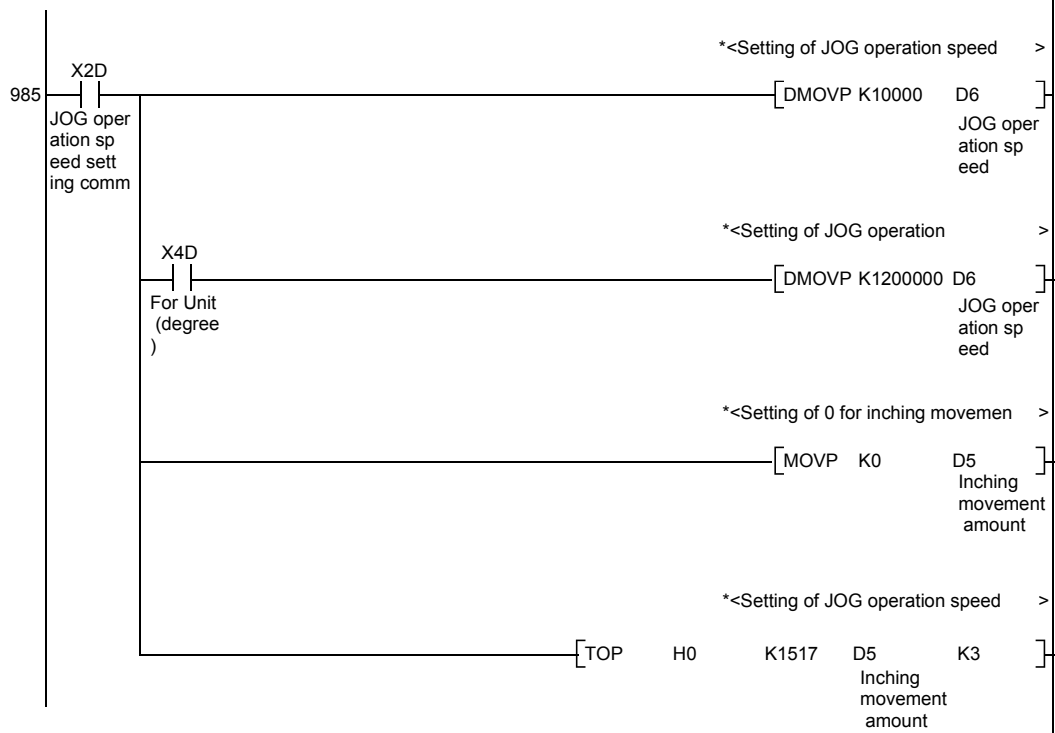 *<Setting of JOG operation speed >
X2D
985
DMOVP K10000 D6
JOG oper
ation sp
eed sett
ing comm
JOG oper
ation sp
eed
*<Setting of JOG operation >
X4D
DMOVP K1200000 D6
For Unit
(degree
)
JOG oper
ation sp
eed
*<Setting of 0 for inching movemen >
MOVP K0 D5
Inching
movement
amount
*<Setting of JOG operation speed >
TOP H0 K1517 D5 K3
Inching
movement
amount